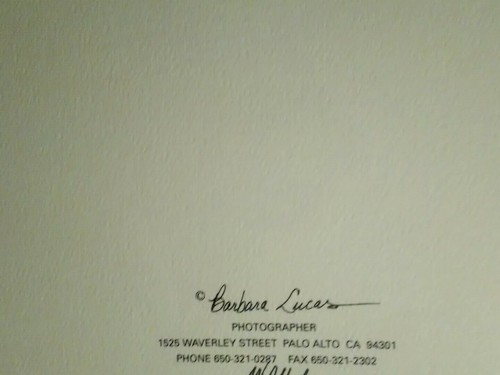 © Barbara Lucas
PHOTOGRAPHER
1525 WAVERLEY STREET PALO ALTO CA 94301
PHONE 650-321-0287 FAX 650-321-2302